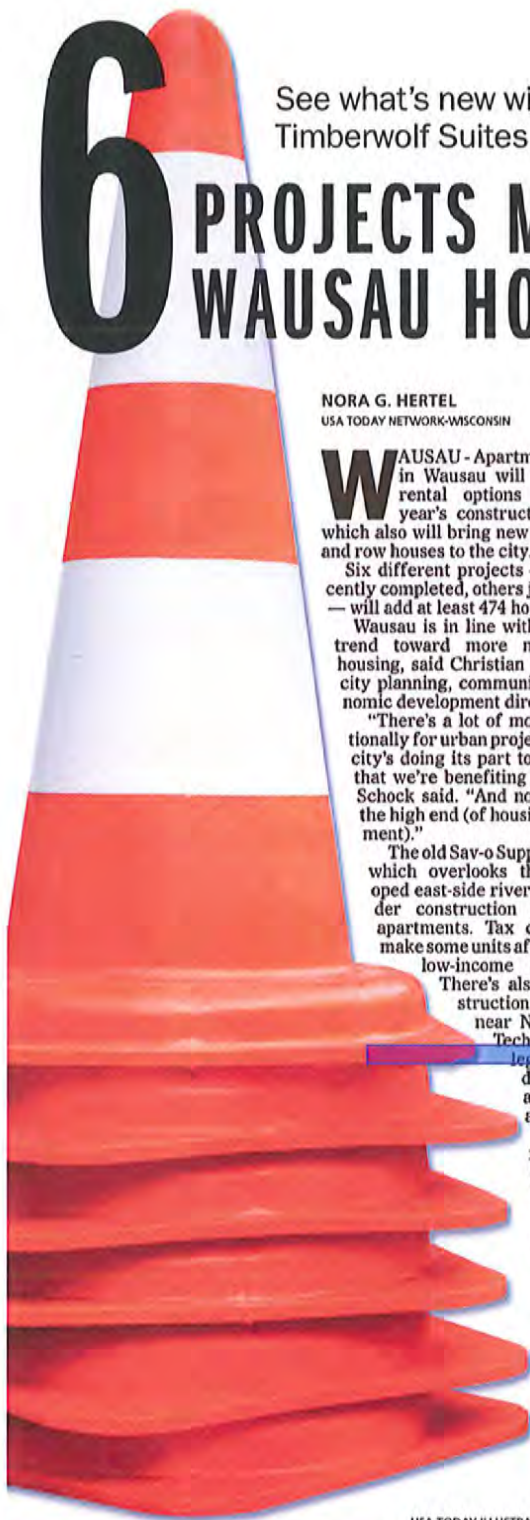 6
See what's new wi
Timberwolf Suites
PROJECTS M
WAUSAU HO
NORA G. HERTEL
USA TODAY NETWORK-WISCONSIN
WAUSAU - Apartm
in Wausau will
rental options
year's construct
which also will bring new
and row houses to the city.
Six different projects
cently completed, others j
— will add at least 474 ho
Wausau is in line with
trend toward more m
housing, said Christian
city planning, communi
nomic development dire
"There's a lot of mo
tionally for urban proje
city's doing its part to
that we're benefiting
Schock said. "And no
the high end (of housi
ment)."
The old Sav-o Supp
which overlooks th
oped east-side river
der construction
apartments. Tax c
make some units af
low-income
There's als
struction
near N
Tech
leg
d
a
a
USA TODAY ILLUSTRA